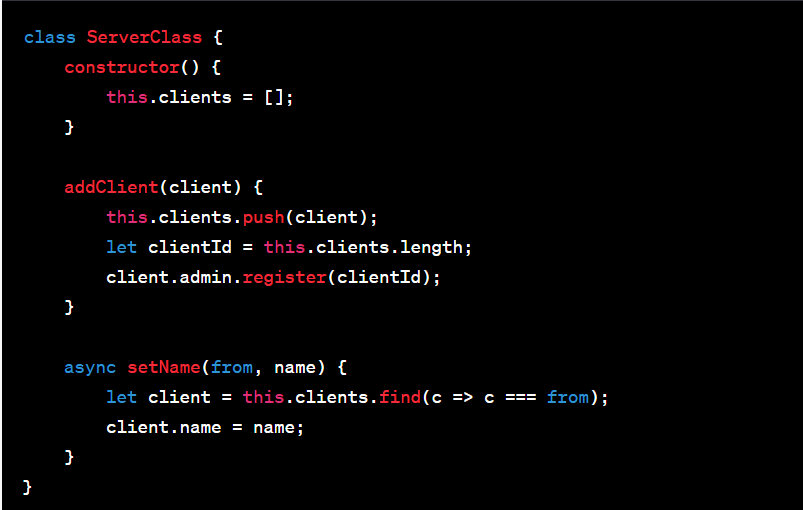 class ServerClass {
    constructor() {
        this.clients = [];
    }

    addClient(client) {
        this.clients.push(client);
        let clientId = this.clients.length;
        client.admin.register(clientId);
    }

    async setName(from, name) {
        let client = this.clients.find(c => c === from);
        client.name = name;
    }
}